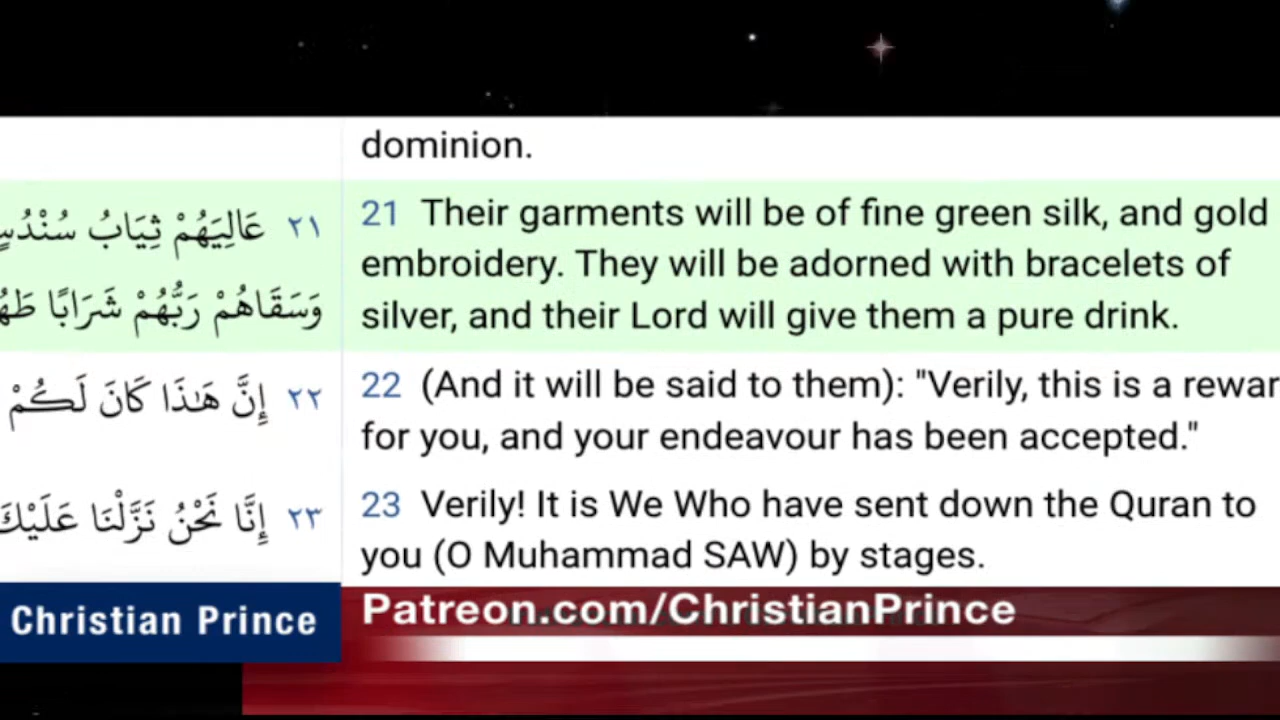 dominion.
٢١ عَالِيَهُمْ ثِيَابُ
21 Their garments will be of fine green silk, and gold
embroidery. They will be adorned with bracelets of
وَسَقَاهُمْ رَبُّهُمْ شَرَابًا
silver, and their Lord will give them a pure drink.
٢٢ إِنَّ هَٰذَا كَانَ لَكُمْ
22 (And it will be said to them): "Verily, this is a rewar
for you, and your endeavour has been accepted."
٢٣ إِنَّا نَحْنُ نَزَّلْنَا عَلَيْكَ
23 Verily! It is We Who have sent down the Quran to
you (O Muhammad SAW) by stages.
Christian Prince
Patreon.com/ChristianPrince